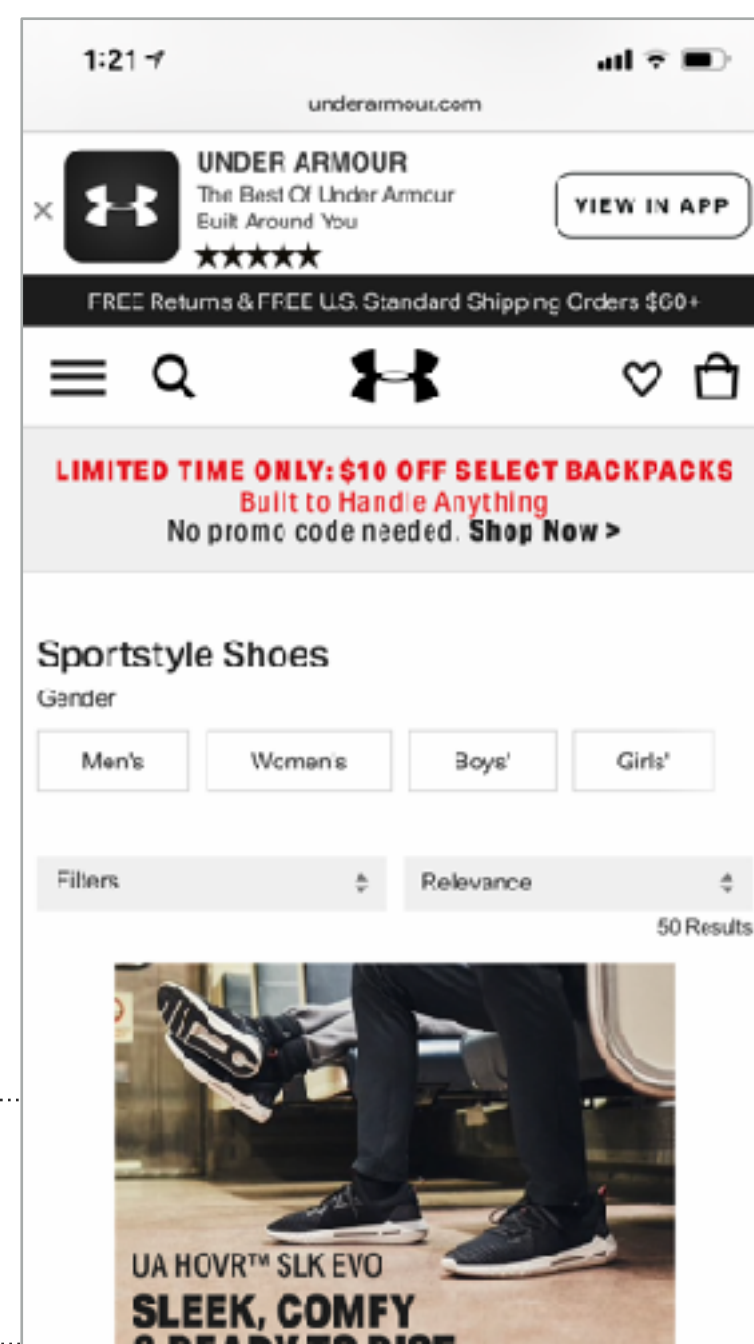 1:21
underarmour.com
UNDER ARMOUR
The Best Of Under Armour
Built Around You
VIEW IN APP
FREE Returns & FREE U.S. Standard Shipping Orders $60+
LIMITED TIME ONLY: $10 OFF SELECT BACKPACKS
Built to Handle Anything
No promo code needed. Shop Now >
Sportstyle Shoes
Gender
Men's
Women's
Boys'
Girls'
Filters
Relevance
50 Results
UA HOVR™ SLK EVO
SLEEK, COMFY
& READY TO RISE